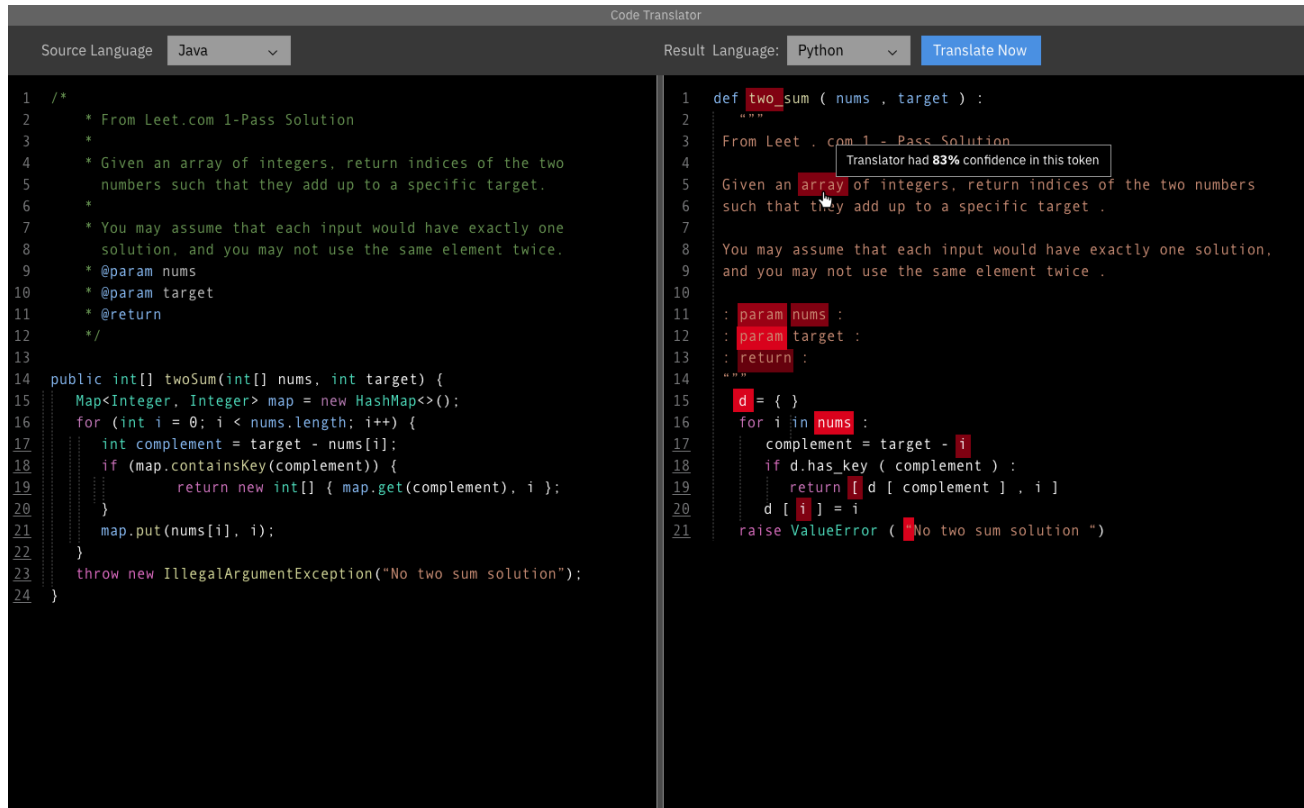 Code Translator
Source Language Java
Result Language: Python Translate Now
1 /*
2 * From Leet.com 1-Pass Solution
3 *
4 * Given an array of integers, return indices of the two
5 numbers such that they add up to a specific target.
6 *
7 * You may assume that each input would have exactly one
8 solution, and you may not use the same element twice.
9 * @param nums
10 * @param target
11 * @return
12 */
13
14 public int[] twoSum(int[] nums, int target) {
15 Map<Integer, Integer> map = new HashMap<>();
16 for (int i = 0; i < nums.length; i++) {
17 int complement = target - nums[i];
18 if (map.containsKey(complement)) {
19 return new int[] { map.get(complement), i };
20 }
21 map.put(nums[i], i);
22 }
23 throw new IllegalArgumentException(“No two sum solution”);
24 }
1 def two_sum ( nums , target ) :
2 “””
3 From Leet . com 1 - Pass Solution
Translator had 83% confidence in this token
4
5 Given an array of integers, return indices of the two numbers
6 such that they add up to a specific target .
7
8 You may assume that each input would have exactly one solution,
9 and you may not use the same element twice .
10
11 : param nums :
12 : param target :
13 : return :
14 “””
15 d = { }
16 for i in nums :
17 complement = target - i
18 if d.has_key ( complement ) :
19 return [ d [ complement ] , i ]
20 d [ i ] = i
21 raise ValueError ( “No two sum solution “)